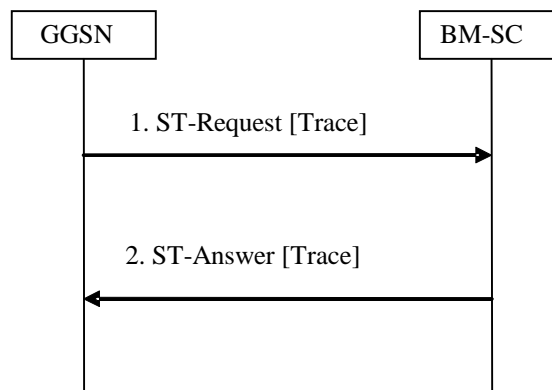 GGSN
BM-SC
1. ST-Request [Trace]
2. ST-Answer [Trace]